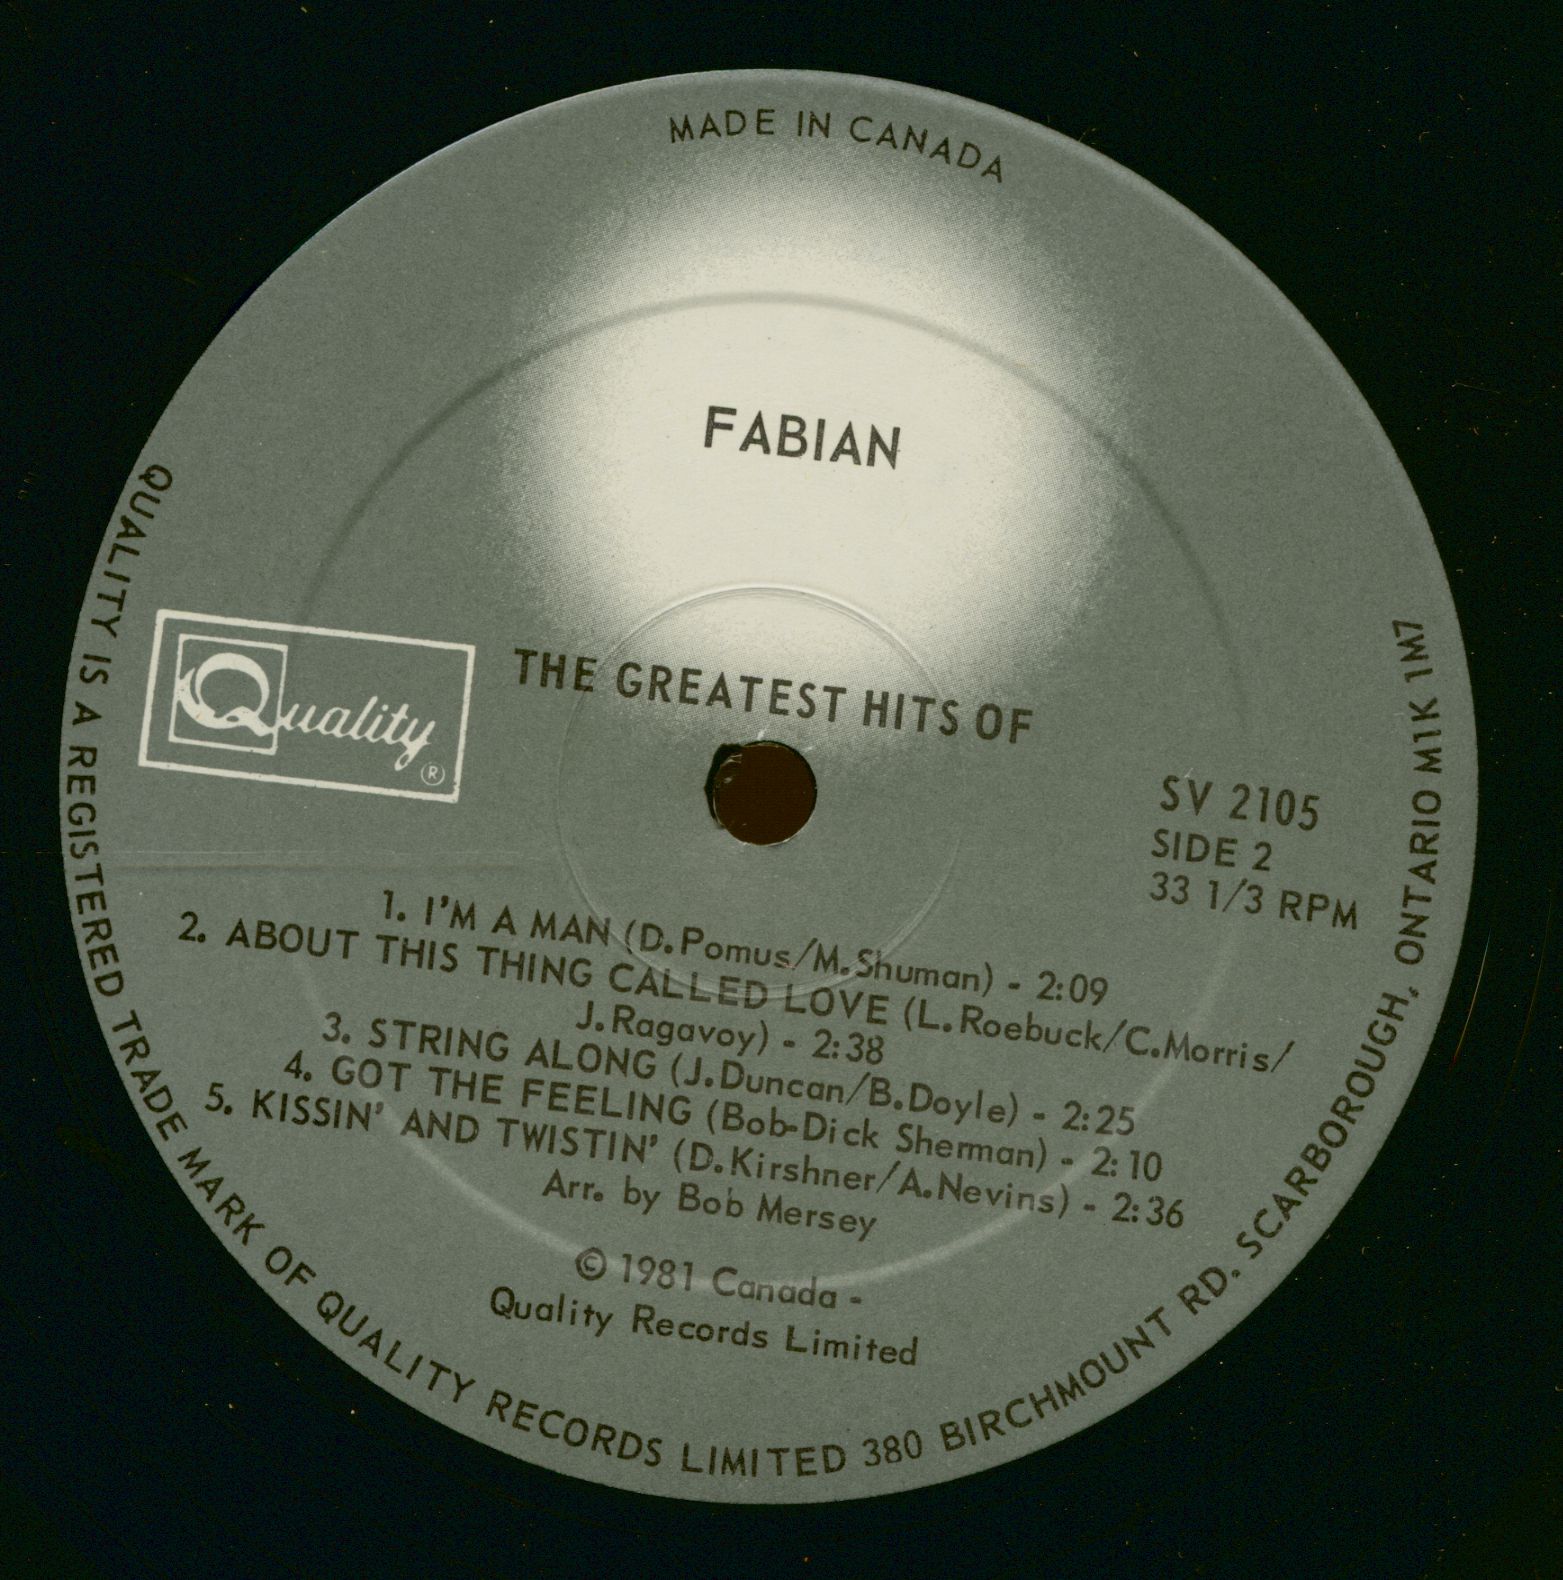 MADE IN CANADA
FABIAN
Quality ®
THE GREATEST HITS OF
SV 2105
SIDE 2
33 1/3 RPM
1. I'M A MAN (D.Pomus/M.Shuman) - 2:09
2. ABOUT THIS THING CALLED LOVE (L.Roebuck/C.Morris/
J.Ragavoy) - 2:38
3. STRING ALONG (J.Duncan/B.Doyle) - 2:25
4. GOT THE FEELING (Bob-Dick Sherman) - 2:10
5. KISSIN' AND TWISTIN' (D.Kirshner/A.Nevins) - 2:36
Arr. by Bob Mersey
© 1981 Canada -
Quality Records Limited
QUALITY IS A REGISTERED TRADE MARK OF QUALITY RECORDS LIMITED 380 BIRCHMOUNT RD. SCARBOROUGH, ONTARIO M1K 1M7